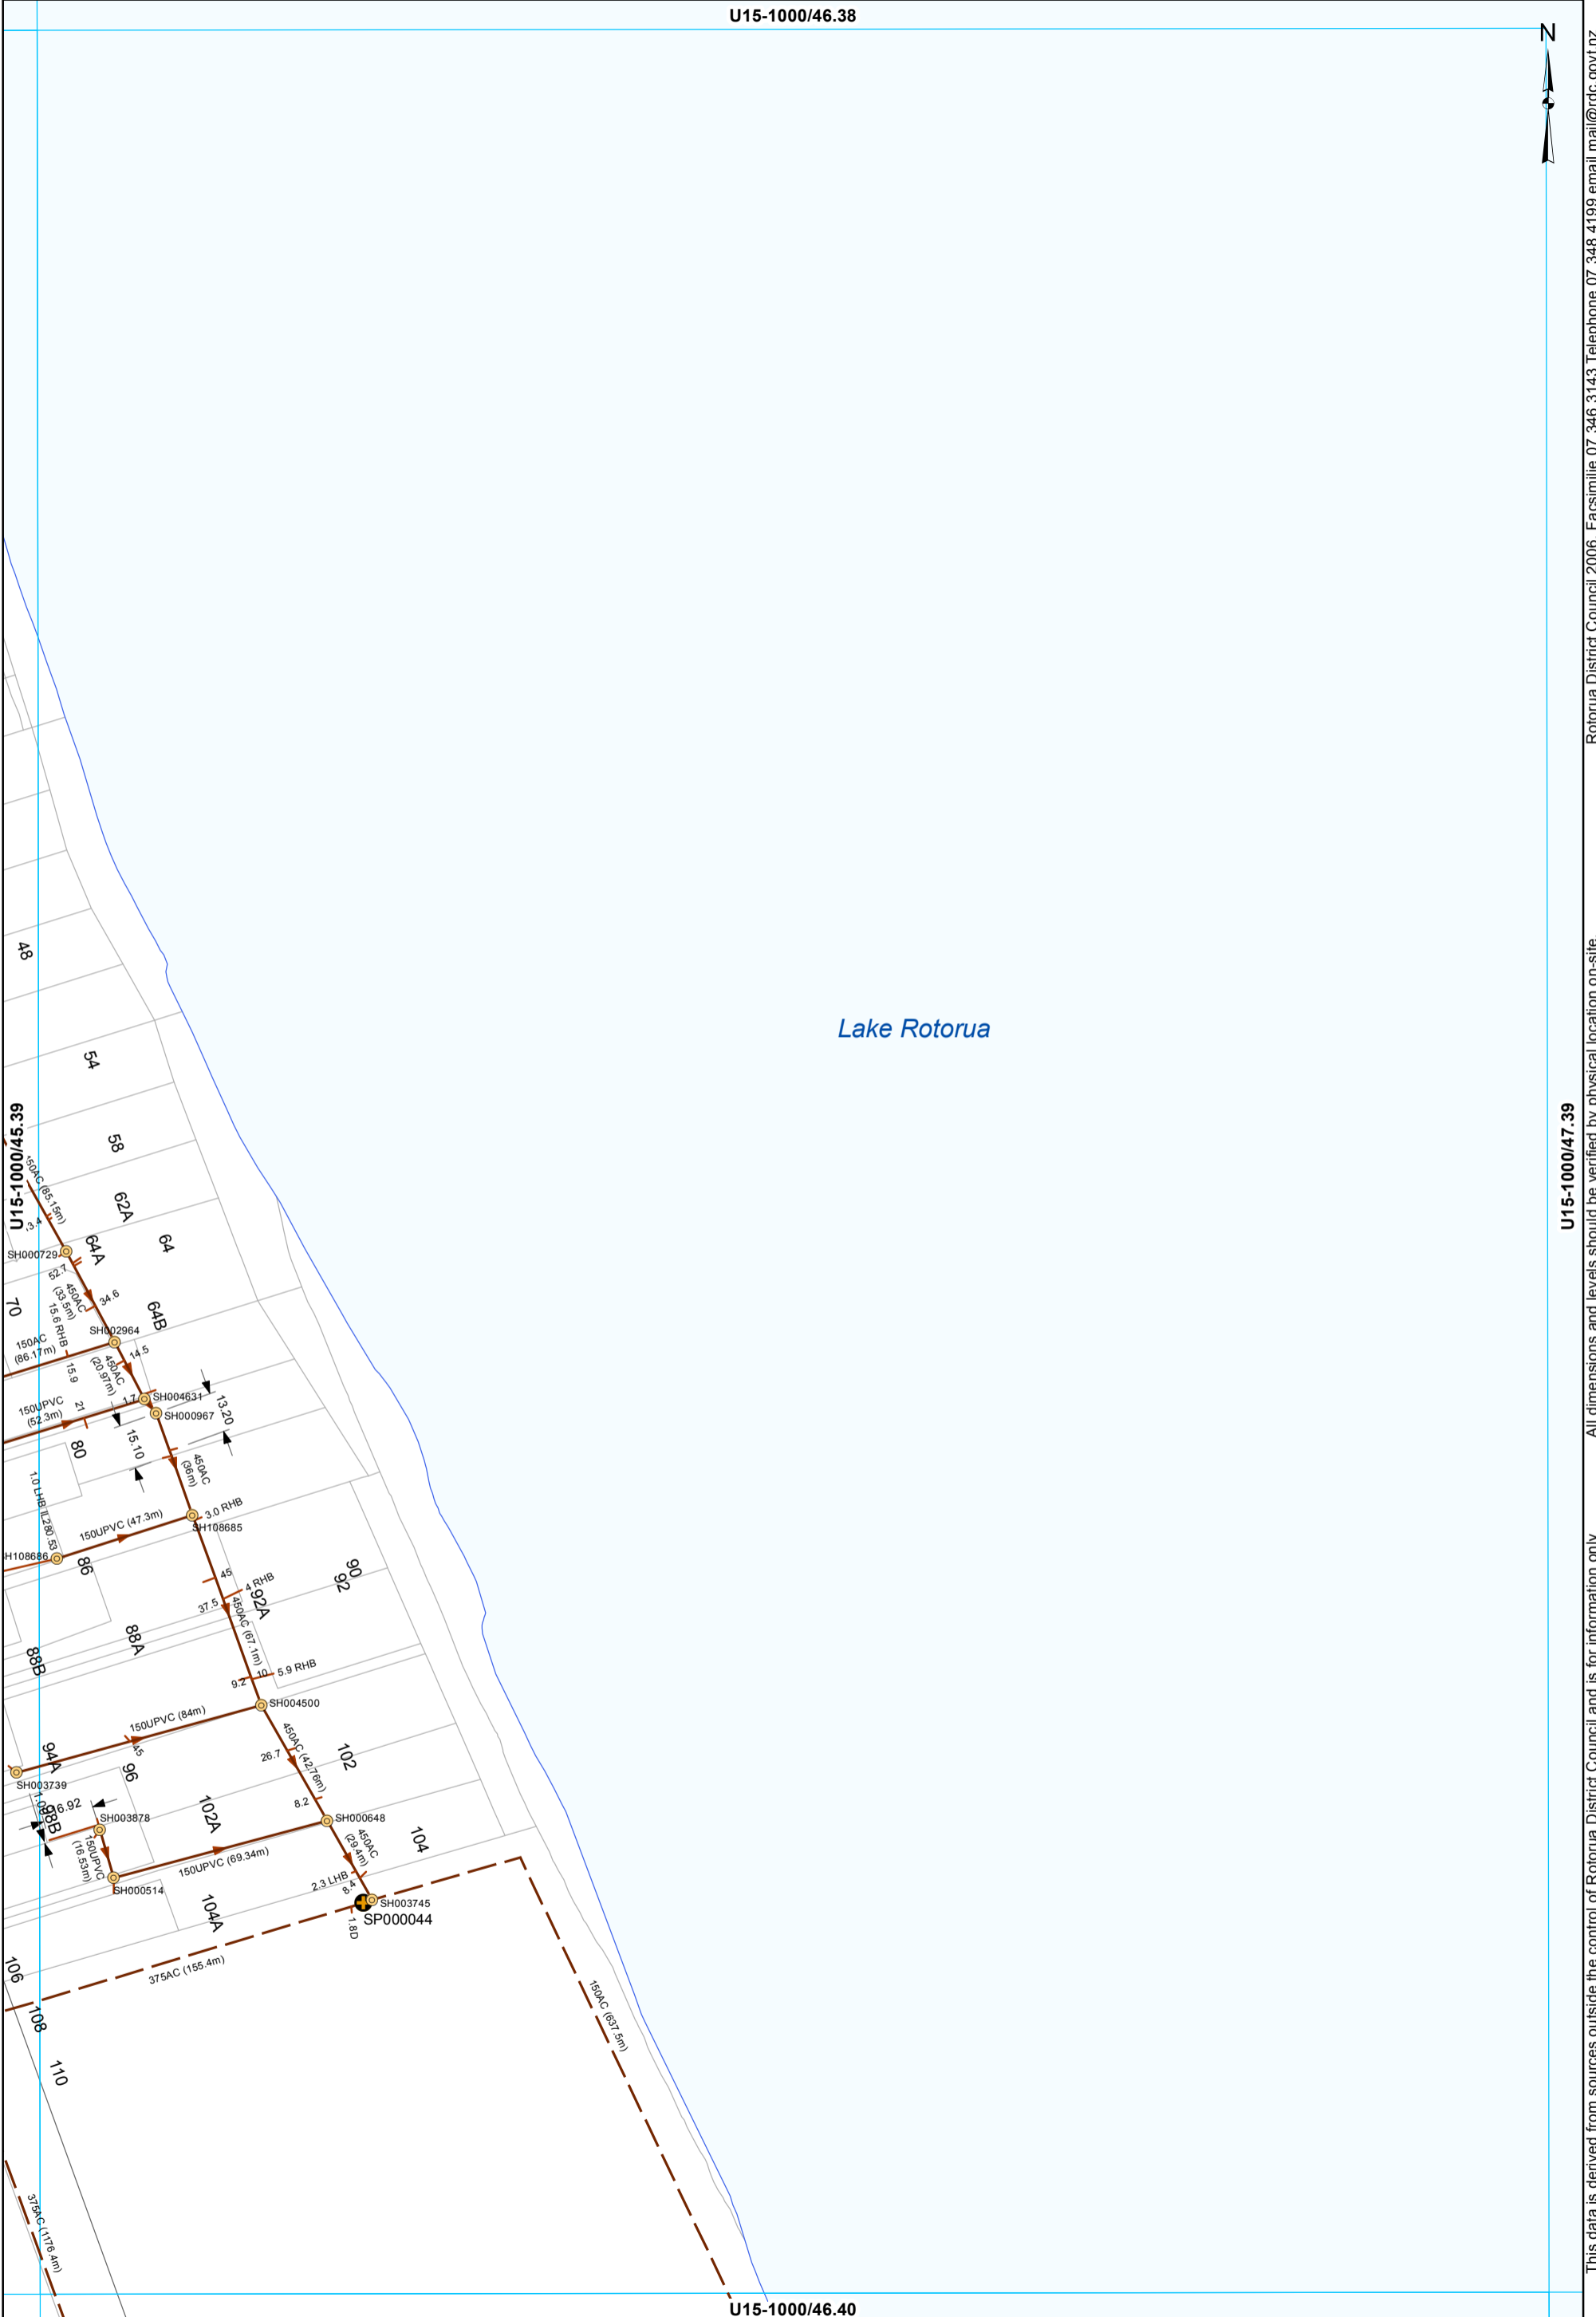 U15-1000/46.38
N
Rotorua District Council 2006. Facsimilie 07 346 3143 Telephone 07 348 4199 email mail@rdc.govt.nz
All dimensions and levels should be verified by physical location on-site
This data is derived from sources outside the control of Rotorua District Council and is for information only
Lake Rotorua
U15-1000/45.39
U15-1000/47.39
48
54
58
62A
64
64A
64B
70
(85.15m)
SH000729
52.7
450AC
(33.5m)
34.6
15.6 RHB
SH002964
150AC
(86.17m)
15.9
14.5
450AC
(20.97m)
1.7
SH004631
SH000967
13.20
150UPVC
(52.3m)
21
15.10
80
450AC
(36m)
1.0 LHB IL280.53
150UPVC (47.3m)
3.0 RHB
SH108685
H108686
86
45
4 RHB
90
92
92A
37.5
450AC (67.1m)
88A
88B
9.2
10
5.9 RHB
SH004500
150UPVC (84m)
45
94A
96
SH003739
450AC (42.76m)
26.7
102
8.2
SH000648
98B
SH003878
102A
150UPVC
(16.53m)
150UPVC (69.34m)
450AC
(29.4m)
104
SH000514
2.3 LHB
8.4
SH003745
SP000044
1.8D
104A
375AC (155.4m)
106
108
110
150AC (637.5m)
375AC (1176.4m)
U15-1000/46.40